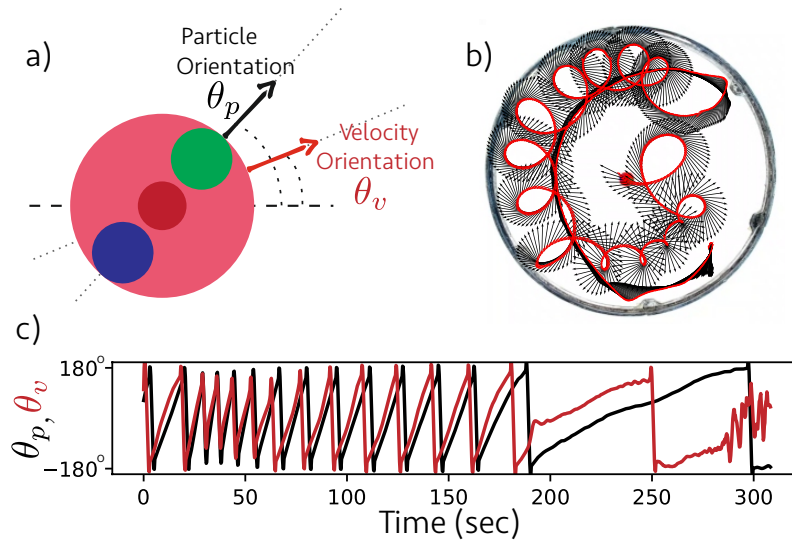 a)
Particle
Orientation
θₚ
Velocity
Orientation
θᵥ
b)
c)
θₚ, θᵥ
180°
−180°
0
50
100
150
200
250
300
Time (sec)